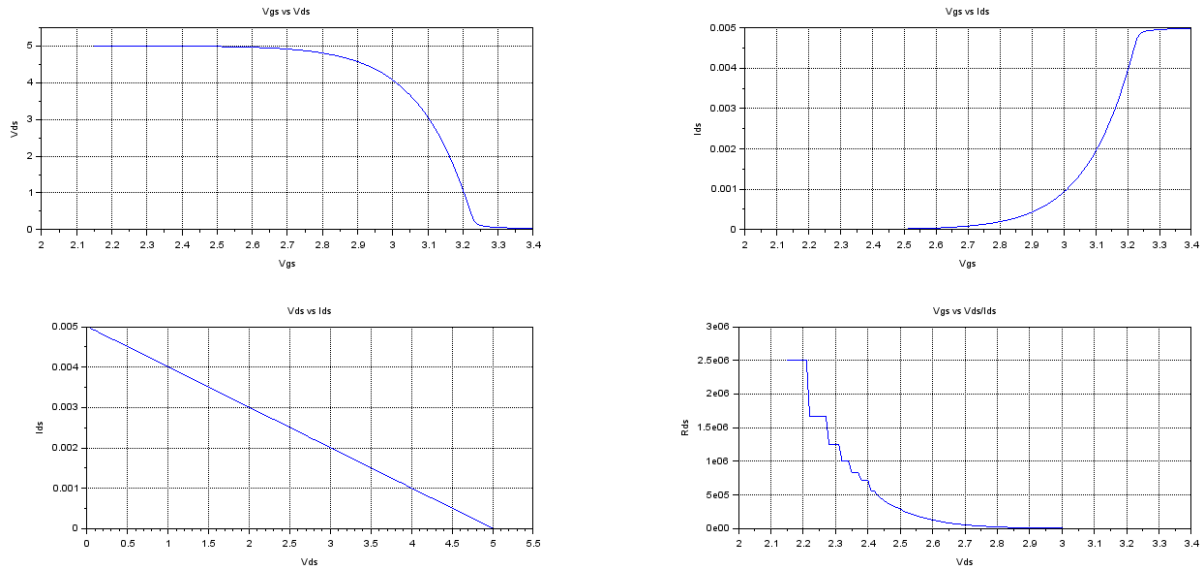 Vgs vs Vds
Vds
5
4
3
2
1
0
2 2.1 2.2 2.3 2.4 2.5 2.6 2.7 2.8 2.9 3 3.1 3.2 3.3 3.4
Vgs
Vgs vs Ids
Ids
0.005
0.004
0.003
0.002
0.001
0
2 2.1 2.2 2.3 2.4 2.5 2.6 2.7 2.8 2.9 3 3.1 3.2 3.3 3.4
Vgs
Vds vs Ids
Ids
0.005
0.004
0.003
0.002
0.001
0
0 0.5 1 1.5 2 2.5 3 3.5 4 4.5 5 5.5
Vds
Vgs vs Vds/Ids
Rds
3e06
2.5e06
2e06
1.5e06
1e06
5e05
0e00
2 2.1 2.2 2.3 2.4 2.5 2.6 2.7 2.8 2.9 3 3.1 3.2 3.3 3.4
Vds